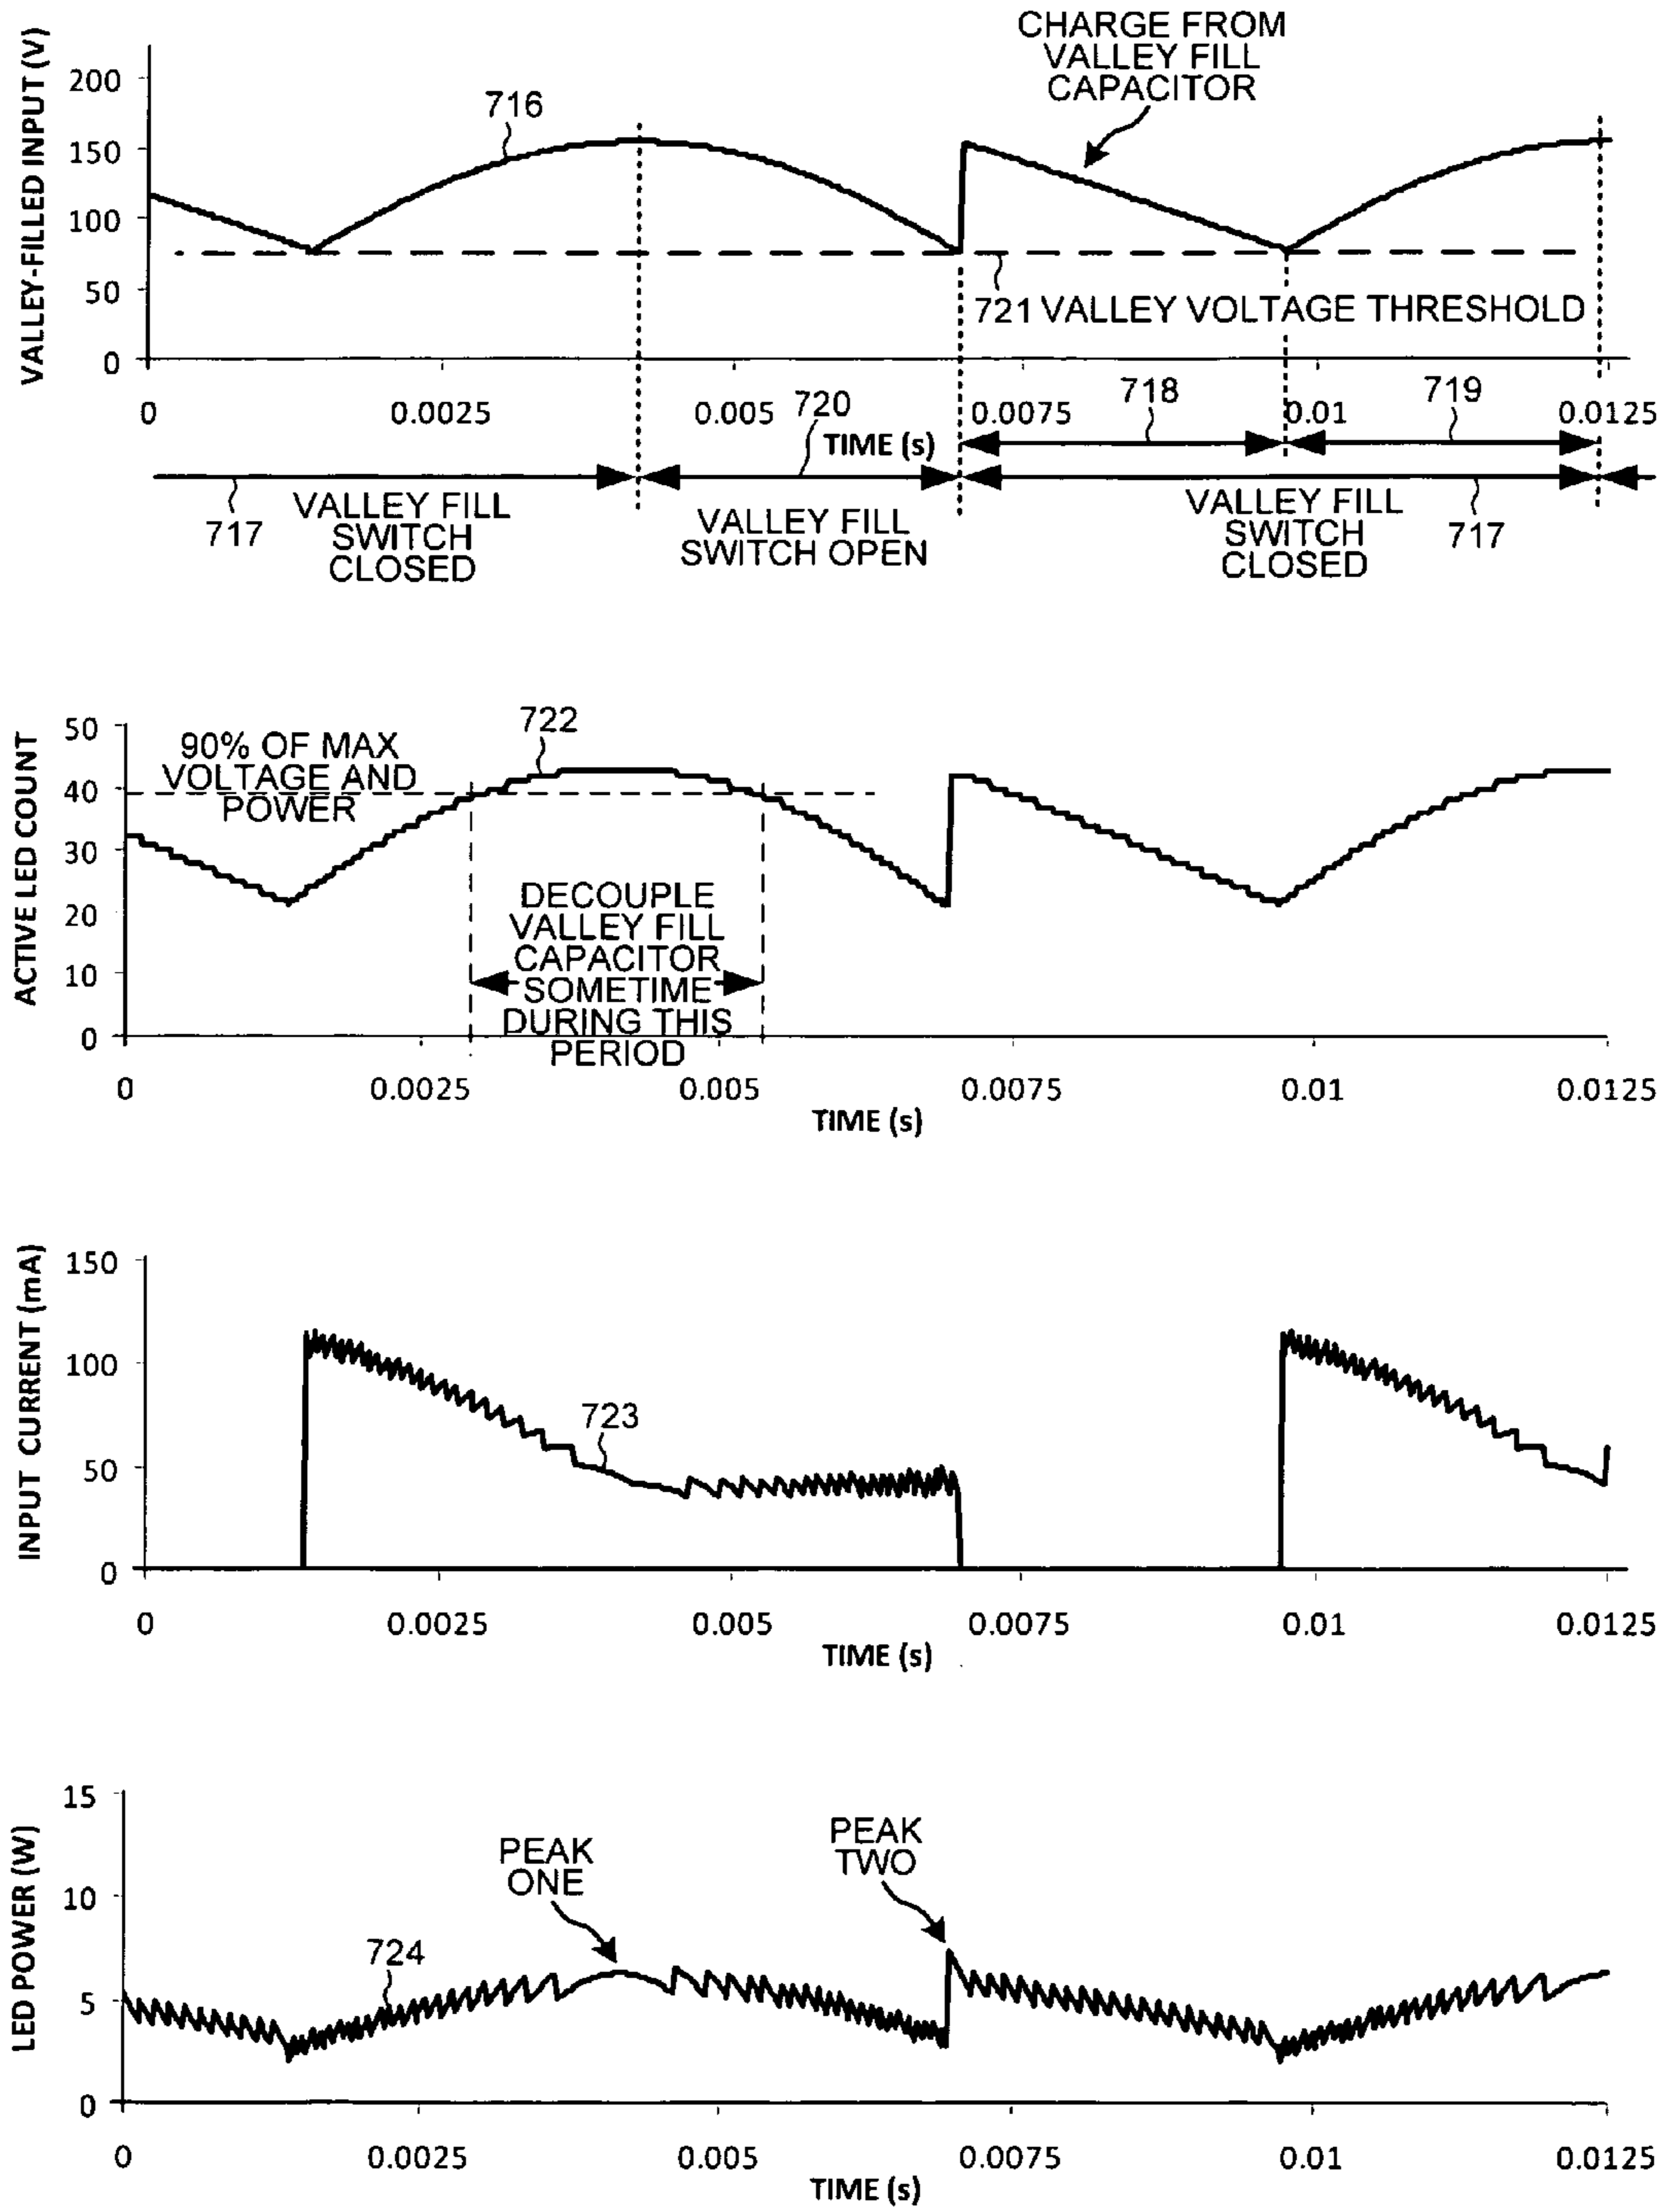 CHARGE FROM
VALLEY FILL
CAPACITOR
VALLEY-FILLED INPUT (V)
200
150
100
50
0
716
721 VALLEY VOLTAGE THRESHOLD
0
0.0025
0.005
0.0075
0.01
0.0125
TIME (s)
720
718
719
717
VALLEY FILL
SWITCH
CLOSED
VALLEY FILL
SWITCH OPEN
VALLEY FILL
SWITCH
CLOSED
717
ACTIVE LED COUNT
50
40
30
20
10
0
90% OF MAX
VOLTAGE AND
POWER
722
DECOUPLE
VALLEY FILL
CAPACITOR
SOMETIME
DURING THIS
PERIOD
0
0.0025
0.005
0.0075
0.01
0.0125
TIME (s)
INPUT CURRENT (mA)
150
100
50
0
723
0
0.0025
0.005
0.0075
0.01
0.0125
TIME (s)
LED POWER (W)
15
10
5
0
724
PEAK
ONE
PEAK
TWO
0
0.0025
0.005
0.0075
0.01
0.0125
TIME (s)